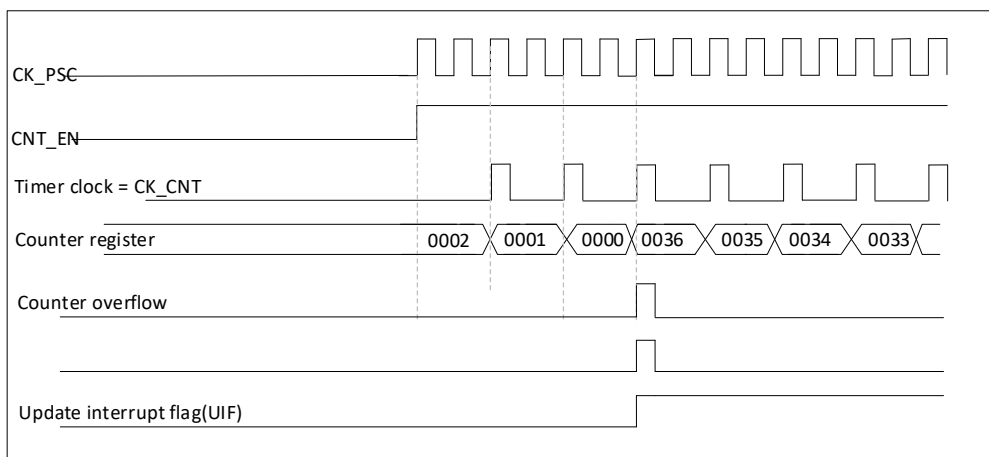 CK_PSC
CNT_EN
Timer clock = CK_CNT
Counter register 0002 0001 0000 0036 0035 0034 0033
Counter overflow
Update interrupt flag(UIF)